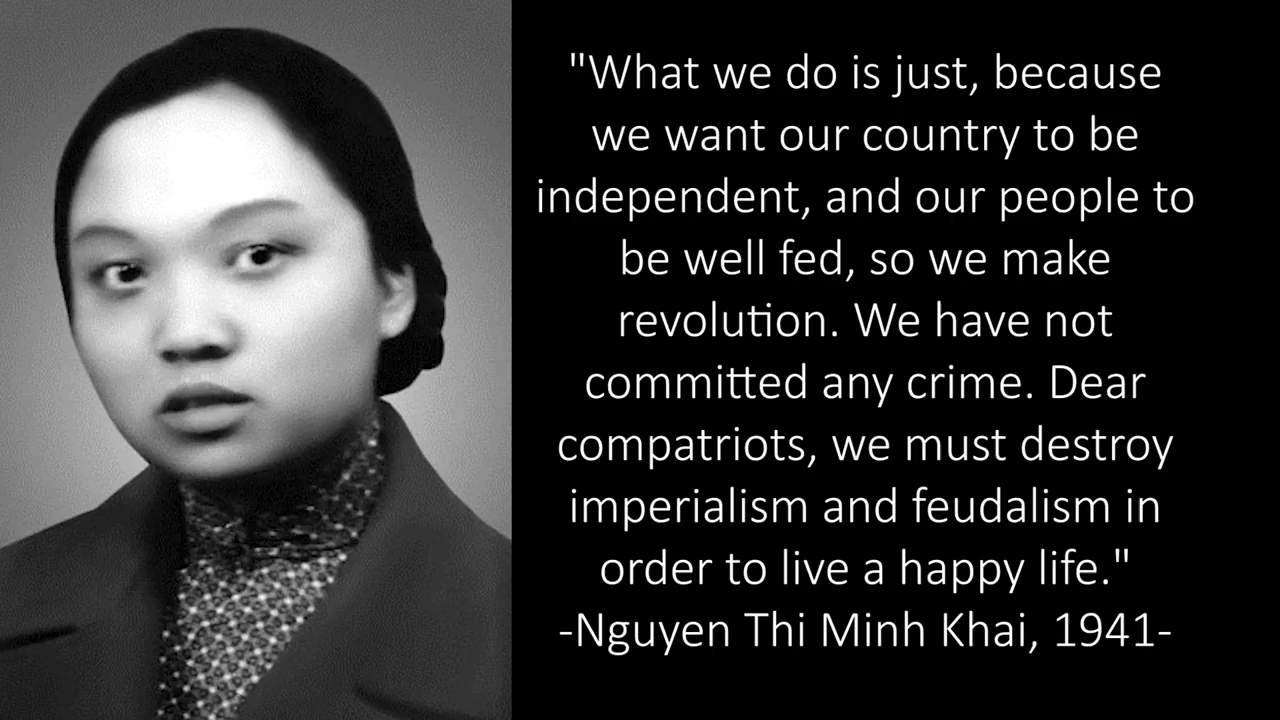 "What we do is just, because
we want our country to be
independent, and our people to
be well fed, so we make
revolution. We have not
committed any crime. Dear
compatriots, we must destroy
imperialism and feudalism in
order to live a happy life."
-Nguyen Thi Minh Khai, 1941-